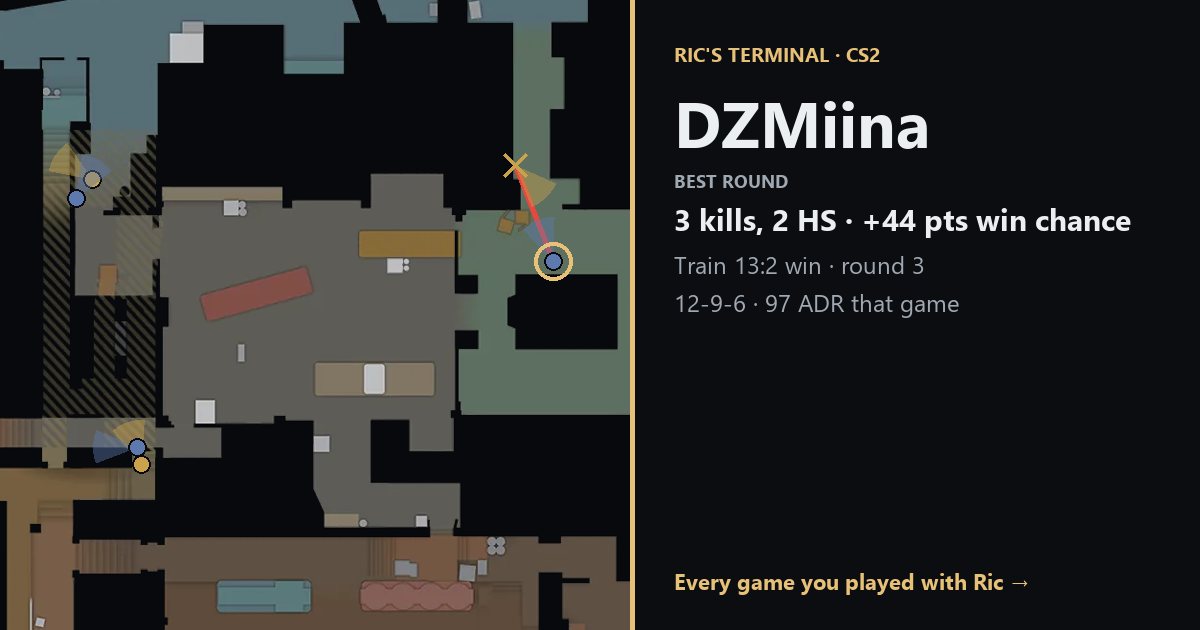 RIC'S TERMINAL · CS2
DZMiina
BEST ROUND
3 kills, 2 HS · +44 pts win chance
Train 13:2 win · round 3
12-9-6 · 97 ADR that game
Every game you played with Ric →